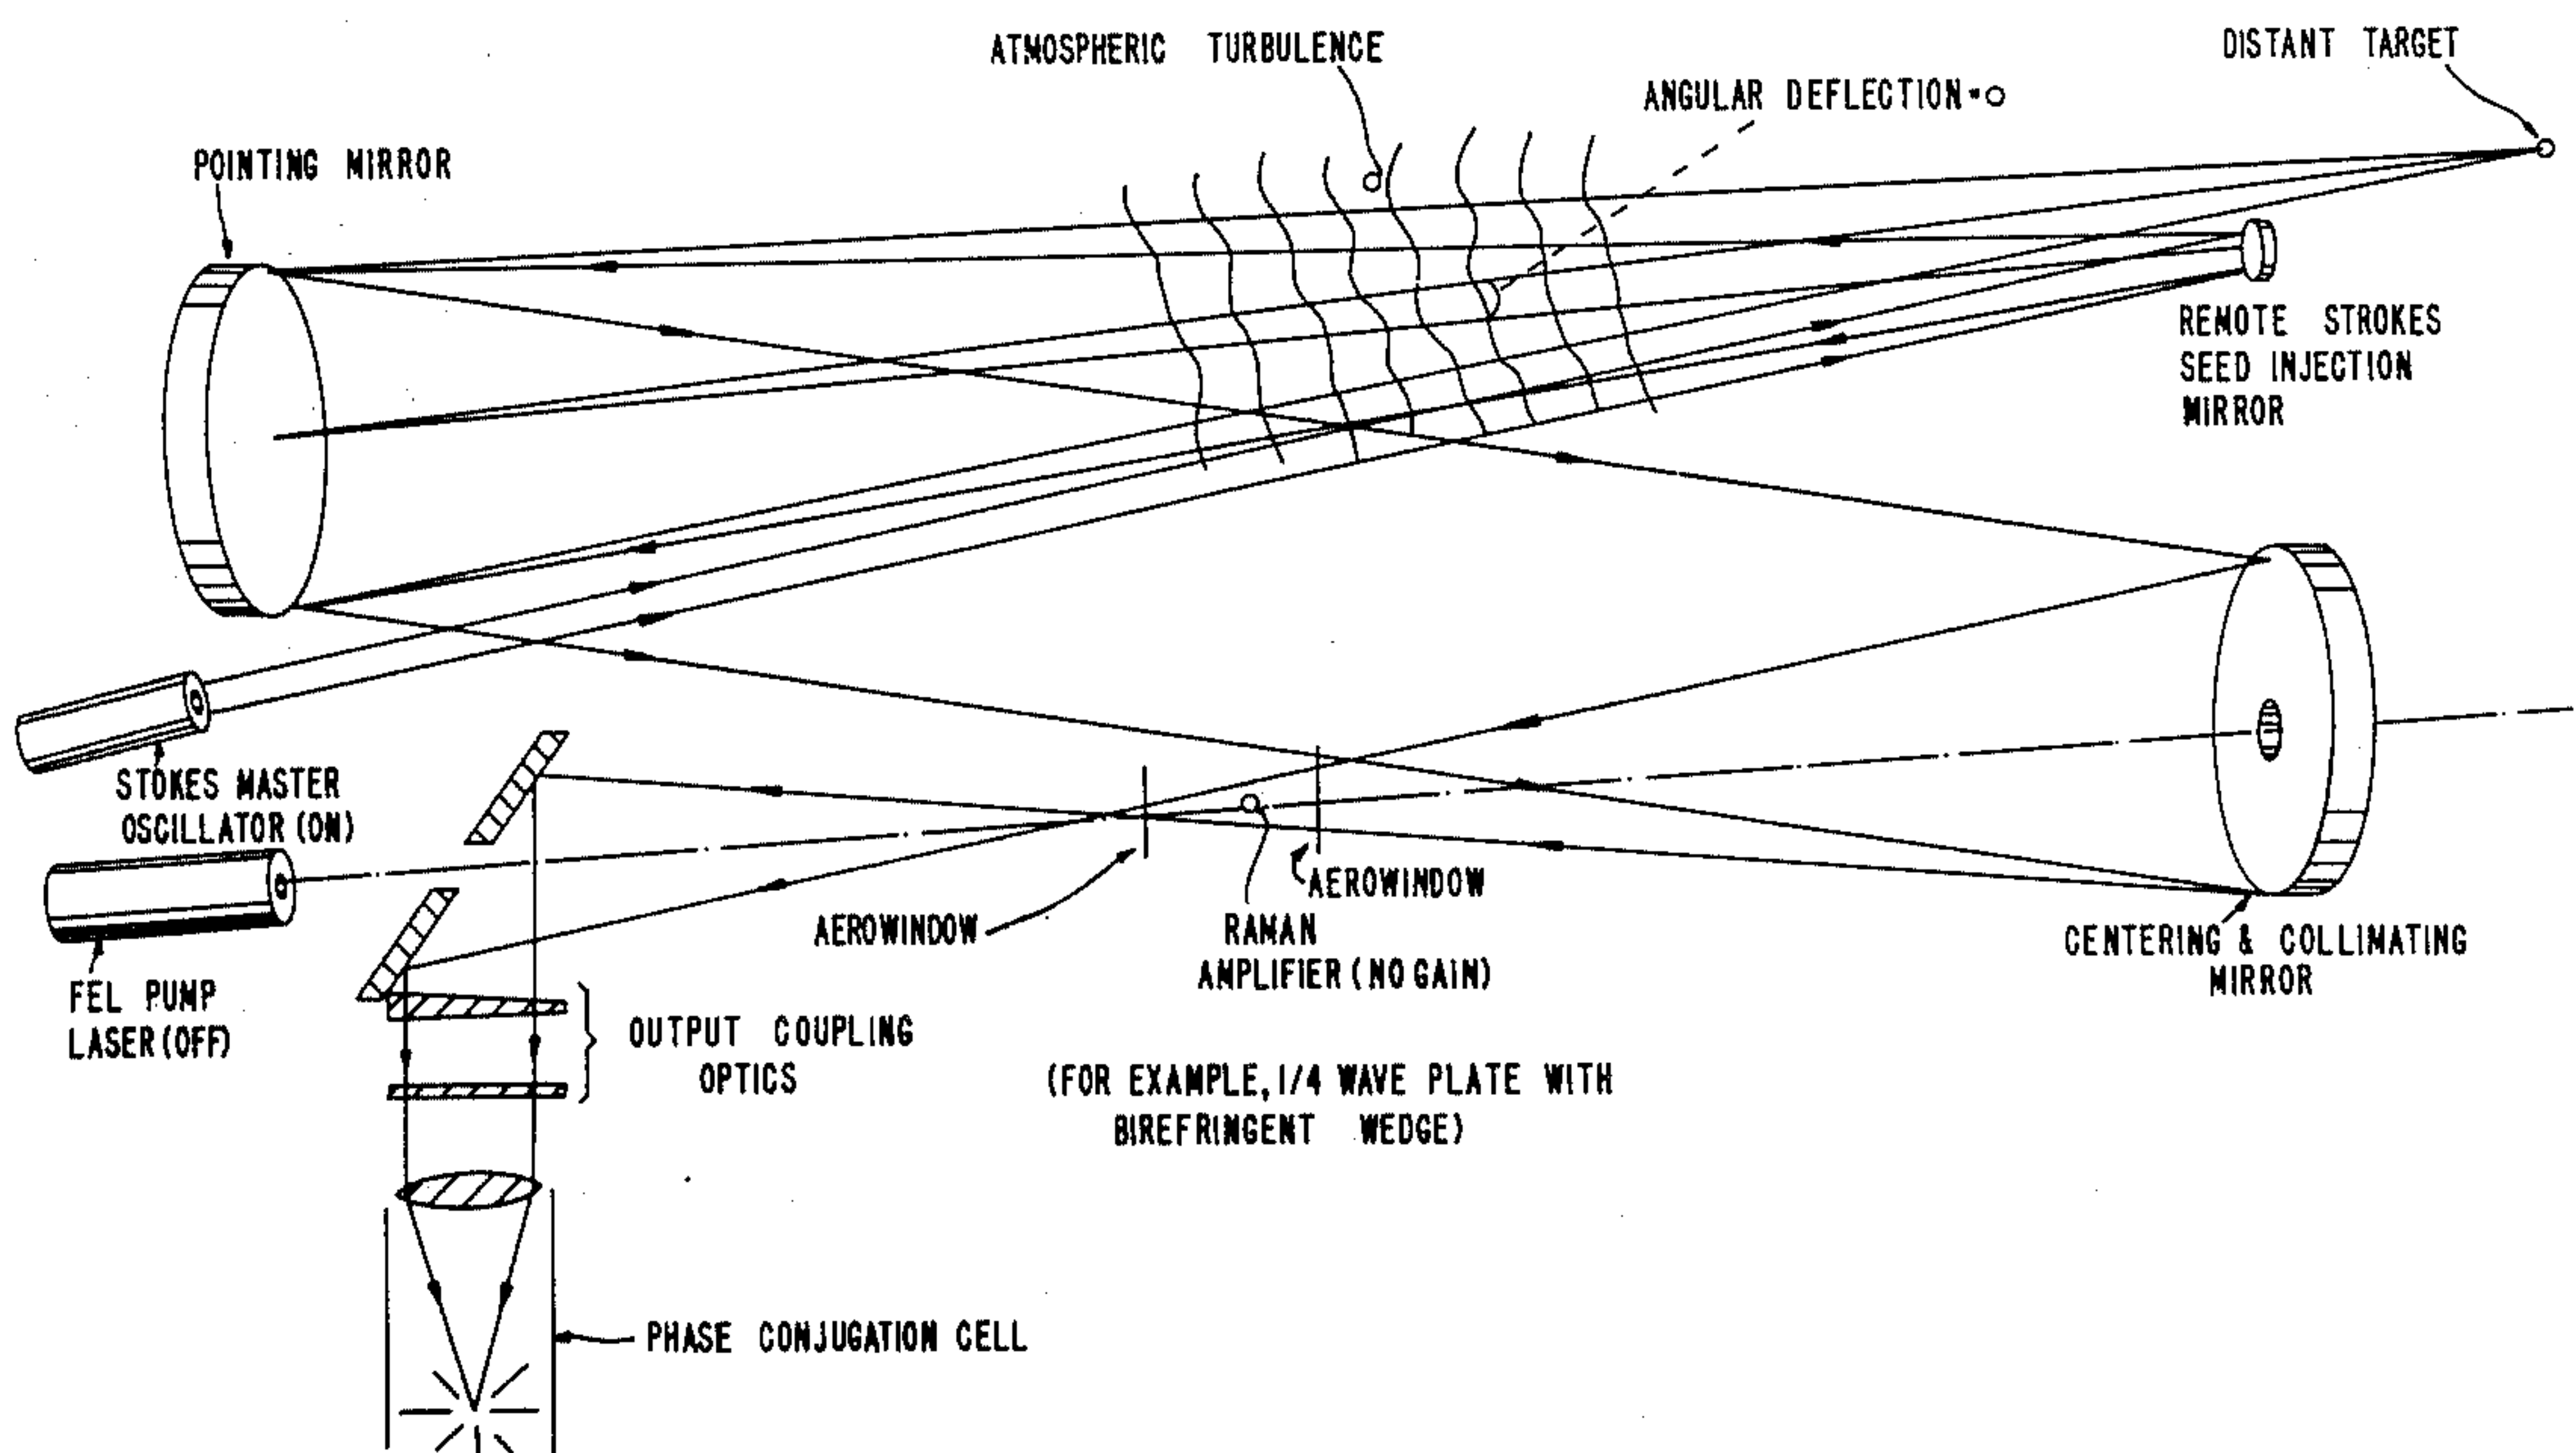 ATMOSPHERIC TURBULENCE
DISTANT TARGET
ANGULAR DEFLECTION
POINTING MIRROR
REMOTE STROKES
SEED INJECTION
MIRROR
STOKES MASTER
OSCILLATOR (ON)
AEROWINDOW
AEROWINDOW
RAMAN
AMPLIFIER (NO GAIN)
CENTERING & COLLIMATING
MIRROR
FEL PUMP
LASER (OFF)
OUTPUT COUPLING
OPTICS
(FOR EXAMPLE, 1/4 WAVE PLATE WITH
BIREFRINGENT WEDGE)
PHASE CONJUGATION CELL